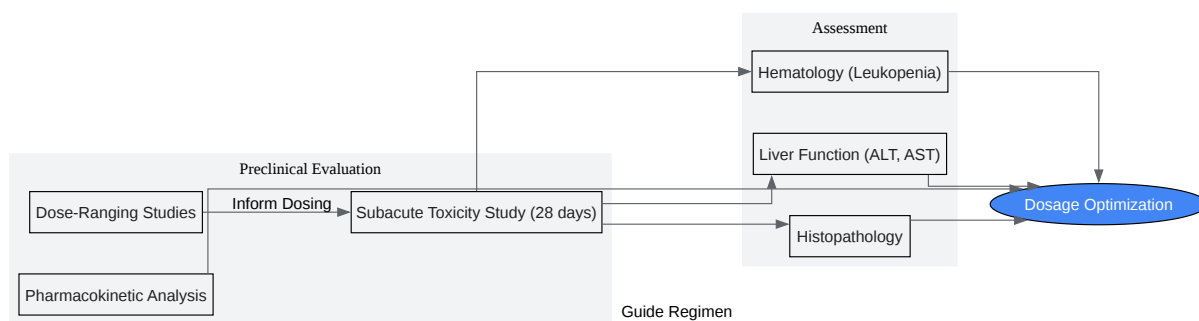 Assessment
Hematology (Leukopenia)
Liver Function (ALT, AST)
Preclinical Evaluation
Inform Dosing
Dose-Ranging Studies
Subacute Toxicity Study (28 days)
Dosage Optimization
Histopathology
Pharmacokinetic Analysis
Guide Regimen